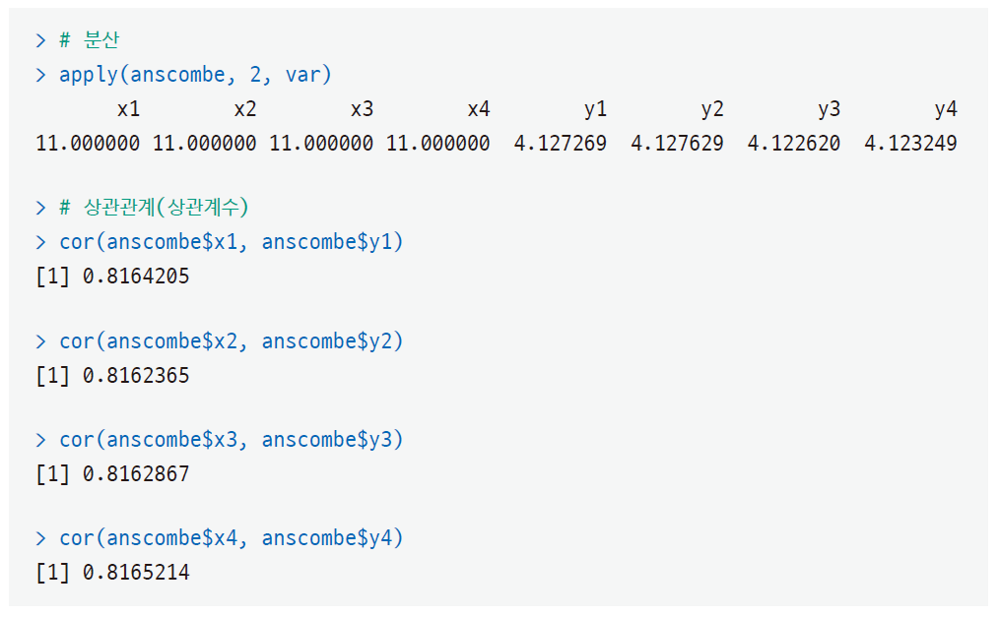 > # 분산
> apply(anscombe, 2, var)
x1 x2 x3 x4 y1 y2 y3 y4
11.000000 11.000000 11.000000 11.000000 4.127269 4.127629 4.122620 4.123249
> # 상관관계(상관계수)
> cor(anscombe$x1, anscombe$y1)
[1] 0.8164205
> cor(anscombe$x2, anscombe$y2)
[1] 0.8162365
> cor(anscombe$x3, anscombe$y3)
[1] 0.8162867
> cor(anscombe$x4, anscombe$y4)
[1] 0.8165214